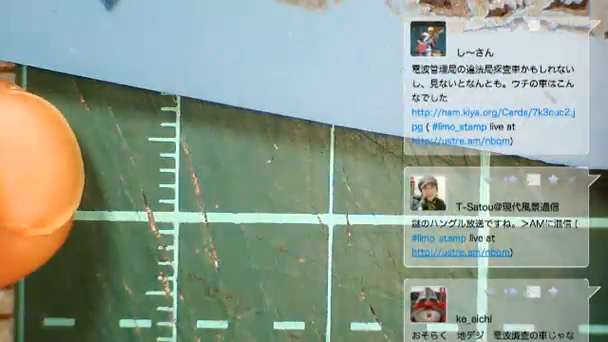 し〜さん
電波管理局の違法局探査車かもしれない
し、見ないとなんとも。ウチの車はこん
なでした
http://ham.kiya.org/Cards/7k3cuc2.j
pg ( #limo_stamp live at
http://ustre.am/nbqm)
T-Satou@現代風景通信
謎のハングル放送ですね。>AMに混信 (
#limo_stamp live at
http://ustre.am/nbqm)
ke_eichi
おそらく 地デジ 電波調査の車じゃな